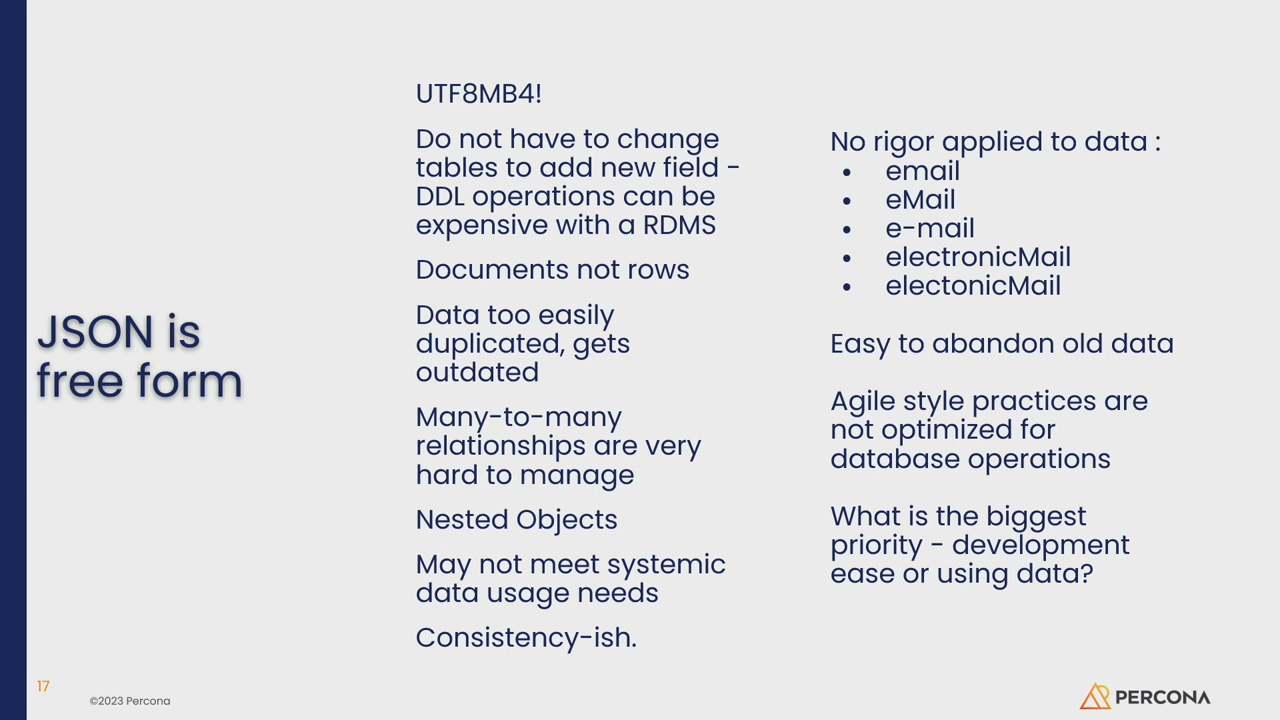 JSON is
free form
UTF8MB4!
Do not have to change
tables to add new field -
DDL operations can be
expensive with a RDMS
Documents not rows
Data too easily
duplicated, gets
outdated
Many-to-many
relationships are very
hard to manage
Nested Objects
May not meet systemic
data usage needs
Consistency-ish.
No rigor applied to data :
• email
• eMail
• e-mail
• electronicMail
• electonicMail
Easy to abandon old data
Agile style practices are
not optimized for
database operations
What is the biggest
priority - development
ease or using data?
17
©2023 Percona
PERCONA